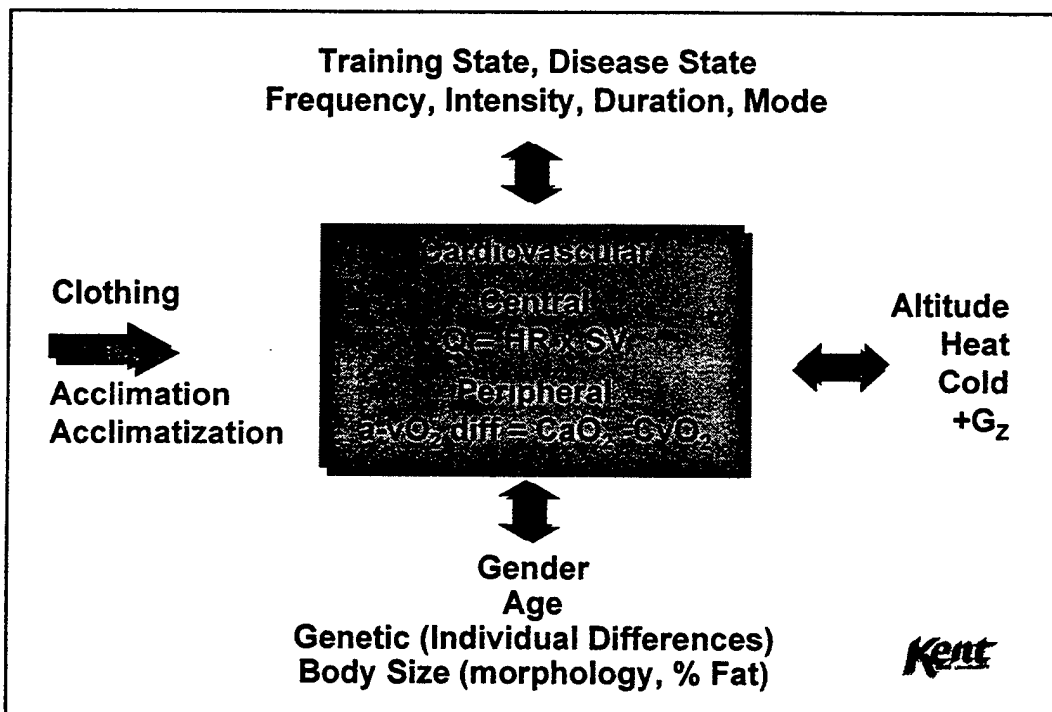 Training State, Disease State
Frequency, Intensity, Duration, Mode
Cardiovascular
Central
Q = HR x SV
Peripheral
a-vO₂ diff = CaO₂ -CvO₂
Clothing
Acclimation
Acclimatization
Altitude
Heat
Cold
+G_Z
Gender
Age
Genetic (Individual Differences)
Body Size (morphology, % Fat)
Kent